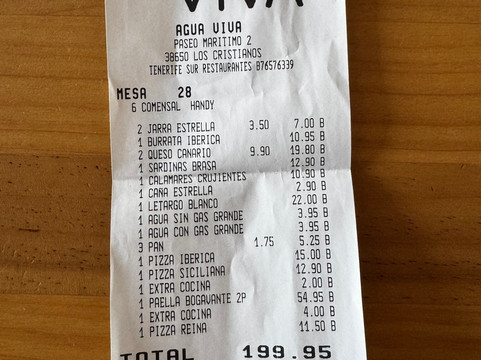 VIVA
AGUA VIVA
PASEO MARITIMO 2
38650 LOS CRISTIANOS
TENERIFE SUR RESTAURANTES B76576339
MESA 28
6 COMENSAL HANDY
2 JARRA ESTRELLA 3.50 7.00 B
1 BURRATA IBERICA 10.95 B
2 QUESO CANARIO 9.90 19.80 B
1 SARDINAS BRASA 12.90 B
1 CALAMARES CRUJIENTES 10.90 B
1 CAÑA ESTRELLA 2.90 B
1 LETARGO BLANCO 22.00 B
1 AGUA SIN GAS GRANDE 3.95 B
1 AGUA CON GAS GRANDE 3.95 B
3 PAN 1.75 5.25 B
1 PIZZA IBERICA 15.00 B
1 PIZZA SICILIANA 12.90 B
1 EXTRA COCINA 2.00 B
1 PAELLA BOGAVANTE 2P 54.95 B
1 EXTRA COCINA 4.00 B
1 PIZZA REINA 11.50 B
TOTAL 199.95